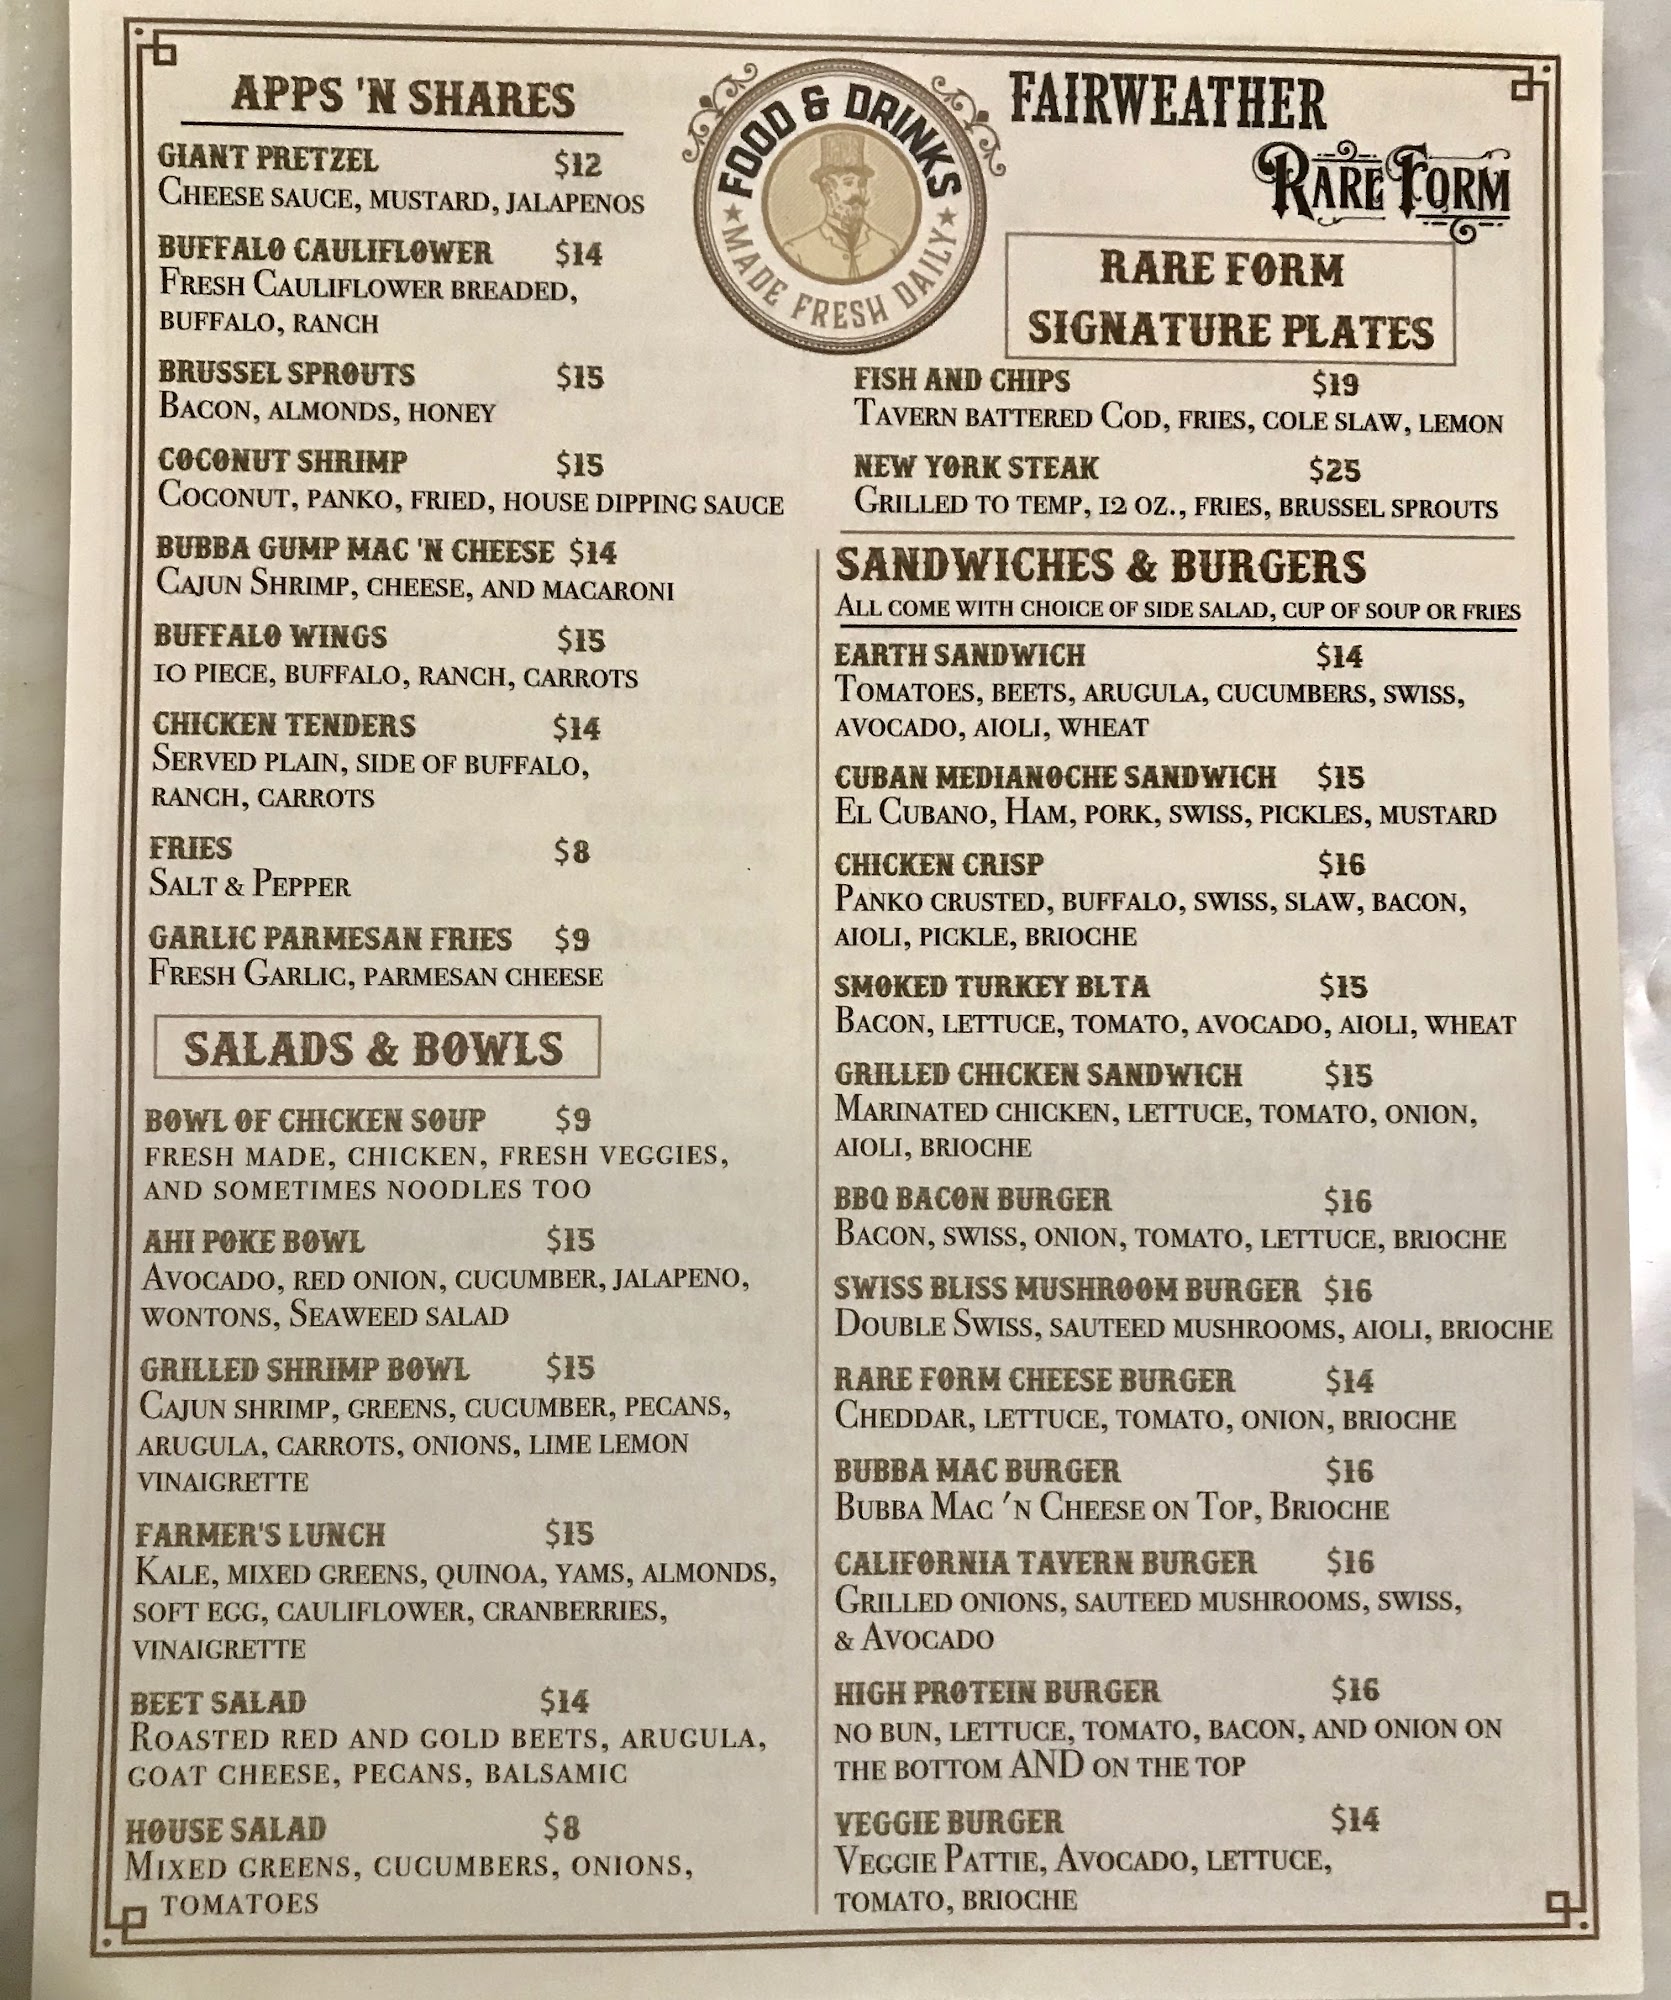 APPS 'N SHARES
GIANT PRETZEL $12
CHEESE SAUCE, MUSTARD, JALAPENOS
BUFFALO CAULIFLOWER $14
FRESH CAULIFLOWER BREADED,
BUFFALO, RANCH
BRUSSEL SPROUTS $15
BACON, ALMONDS, HONEY
COCONUT SHRIMP $15
COCONUT, PANKO, FRIED, HOUSE DIPPING SAUCE
BUBBA GUMP MAC 'N CHEESE $14
CAJUN SHRIMP, CHEESE, AND MACARONI
BUFFALO WINGS $15
10 PIECE, BUFFALO, RANCH, CARROTS
CHICKEN TENDERS $14
SERVED PLAIN, SIDE OF BUFFALO,
RANCH, CARROTS
FRIES $8
SALT & PEPPER
GARLIC PARMESAN FRIES $9
FRESH GARLIC, PARMESAN CHEESE
SALADS & BOWLS
BOWL OF CHICKEN SOUP $9
FRESH MADE, CHICKEN, FRESH VEGGIES,
AND SOMETIMES NOODLES TOO
AHI POKE BOWL $15
AVOCADO, RED ONION, CUCUMBER, JALAPENO,
WONTONS, SEAWEED SALAD
GRILLED SHRIMP BOWL $15
CAJUN SHRIMP, GREENS, CUCUMBER, PECANS,
ARUGULA, CARROTS, ONIONS, LIME LEMON
VINAIGRETTE
FARMER'S LUNCH $15
KALE, MIXED GREENS, QUINOA, YAMS, ALMONDS,
SOFT EGG, CAULIFLOWER, CRANBERRIES,
VINAIGRETTE
BEET SALAD $14
ROASTED RED AND GOLD BEETS, ARUGULA,
GOAT CHEESE, PECANS, BALSAMIC
HOUSE SALAD $8
MIXED GREENS, CUCUMBERS, ONIONS,
TOMATOES
FOOD & DRINKS
MADE FRESH DAILY
FAIRWEATHER
RARE FORM
RARE FORM
SIGNATURE PLATES
FISH AND CHIPS $19
TAVERN BATTERED COD, FRIES, COLE SLAW, LEMON
NEW YORK STEAK $25
GRILLED TO TEMP, 12 OZ., FRIES, BRUSSEL SPROUTS
SANDWICHES & BURGERS
ALL COME WITH CHOICE OF SIDE SALAD, CUP OF SOUP OR FRIES
EARTH SANDWICH $14
TOMATOES, BEETS, ARUGULA, CUCUMBERS, SWISS,
AVOCADO, AIOLI, WHEAT
CUBAN MEDIANOCHE SANDWICH $15
EL CUBANO, HAM, PORK, SWISS, PICKLES, MUSTARD
CHICKEN CRISP $16
PANKO CRUSTED, BUFFALO, SWISS, SLAW, BACON,
AIOLI, PICKLE, BRIOCHE
SMOKED TURKEY BLTA $15
BACON, LETTUCE, TOMATO, AVOCADO, AIOLI, WHEAT
GRILLED CHICKEN SANDWICH $15
MARINATED CHICKEN, LETTUCE, TOMATO, ONION,
AIOLI, BRIOCHE
BBQ BACON BURGER $16
BACON, SWISS, ONION, TOMATO, LETTUCE, BRIOCHE
SWISS BLISS MUSHROOM BURGER $16
DOUBLE SWISS, SAUTEED MUSHROOMS, AIOLI, BRIOCHE
RARE FORM CHEESE BURGER $14
CHEDDAR, LETTUCE, TOMATO, ONION, BRIOCHE
BUBBA MAC BURGER $16
BUBBA MAC 'N CHEESE ON TOP, BRIOCHE
CALIFORNIA TAVERN BURGER $16
GRILLED ONIONS, SAUTEED MUSHROOMS, SWISS,
& AVOCADO
HIGH PROTEIN BURGER $16
NO BUN, LETTUCE, TOMATO, BACON, AND ONION ON
THE BOTTOM AND ON THE TOP
VEGGIE BURGER $14
VEGGIE PATTIE, AVOCADO, LETTUCE,
TOMATO, BRIOCHE